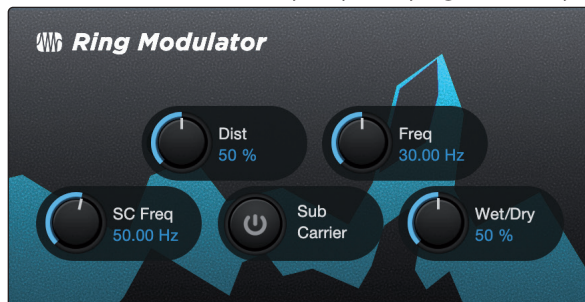 Ring Modulator
Dist
50 %
Freq
30.00 Hz
SC Freq
50.00 Hz
Sub
Carrier
Wet/Dry
50 %